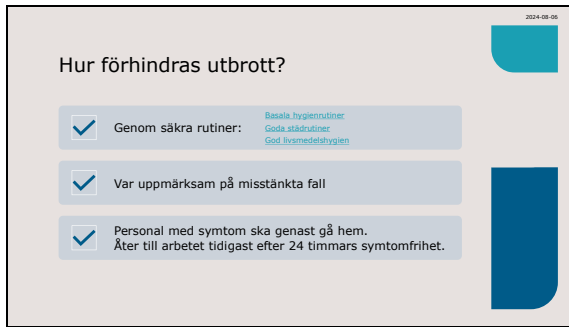 2024-08-06
Hur förhindras utbrott?
Genom säkra rutiner:
Basala hygienrutiner
Goda städrutiner
God livsmedelshygien
Var uppmärksam på misstänkta fall
Personal med symtom ska genast gå hem.
Åter till arbetet tidigast efter 24 timmars symtomfrihet.